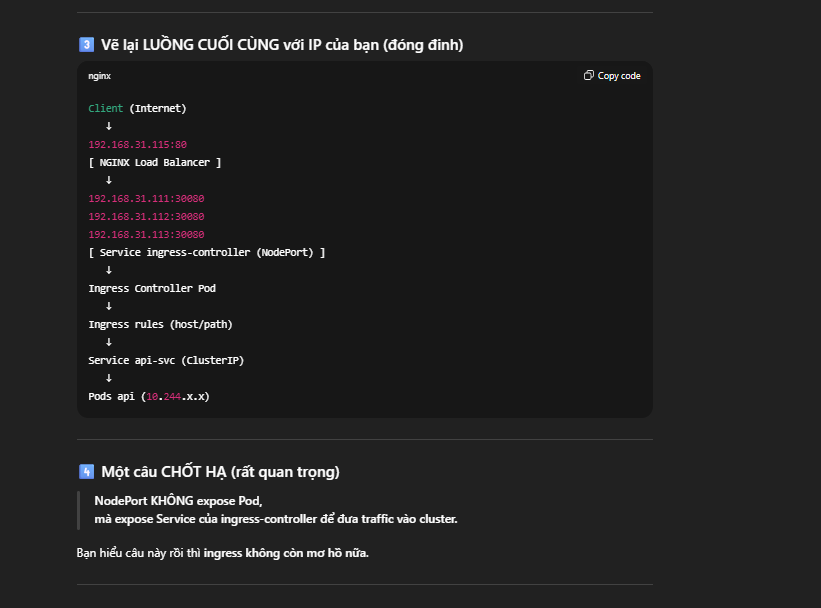 3 Vẽ lại LUỒNG CUỐI CÙNG với IP của bạn (đóng đinh)
nginx
Copy code
Client (Internet)
↓
192.168.31.115:80
[ NGINX Load Balancer ]
↓
192.168.31.111:30080
192.168.31.112:30080
192.168.31.113:30080
[ Service ingress-controller (NodePort) ]
↓
Ingress Controller Pod
↓
Ingress rules (host/path)
↓
Service api-svc (ClusterIP)
↓
Pods api (10.244.x.x)
4 Một câu CHỐT HẠ (rất quan trọng)
NodePort KHÔNG expose Pod,
mà expose Service của ingress-controller để đưa traffic vào cluster.
Bạn hiểu câu này rồi thì ingress không còn mơ hồ nữa.